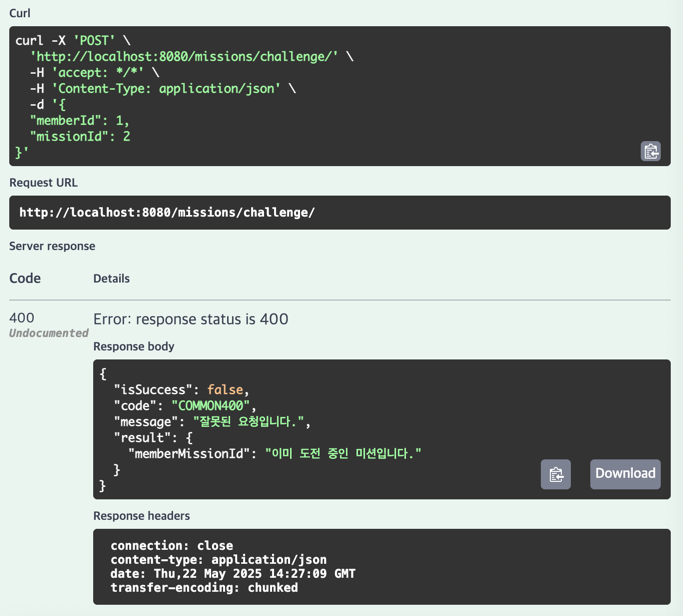 Curl
curl -X 'POST' \
  'http://localhost:8080/missions/challenge/' \
  -H 'accept: */*' \
  -H 'Content-Type: application/json' \
  -d '{
  "memberId": 1,
  "missionId": 2
}'
Request URL
http://localhost:8080/missions/challenge/
Server response
Code Details
400 Error: response status is 400
Undocumented
Response body
{
  "isSuccess": false,
  "code": "COMMON400",
  "message": "잘못된 요청입니다.",
  "result": {
    "memberMissionId": "이미 도전 중인 미션입니다."
  }
}
Download
Response headers
connection: close
content-type: application/json
date: Thu,22 May 2025 14:27:09 GMT
transfer-encoding: chunked